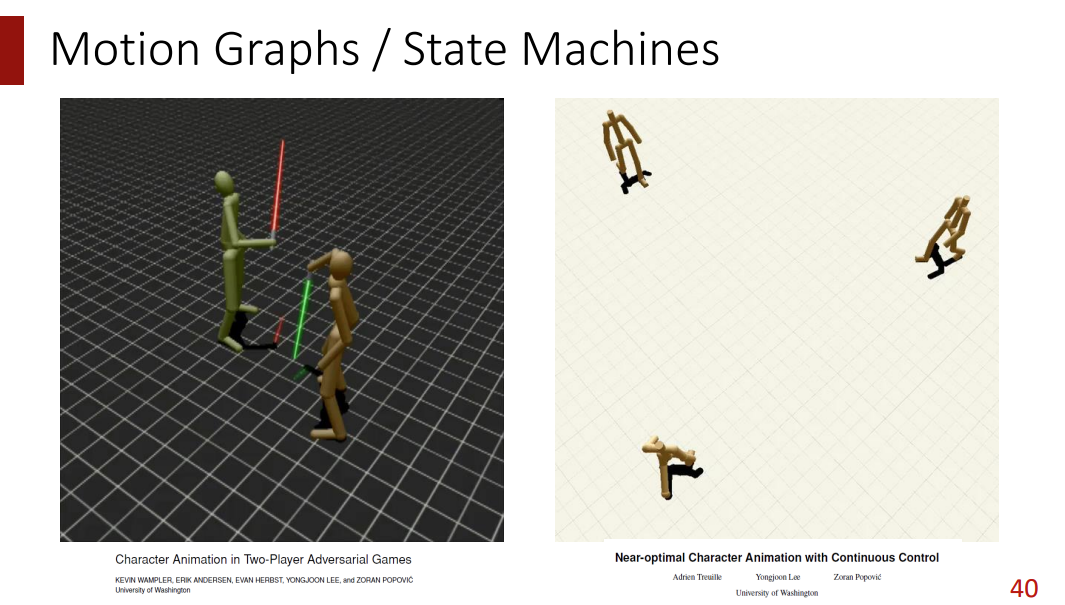 Motion Graphs / State Machines
Character Animation in Two-Player Adversarial Games
KEVIN WAMPLER, ERIK ANDERSEN, EVAN HERBST, YONGJOON LEE, and ZORAN POPOVIĆ
University of Washington
Near-optimal Character Animation with Continuous Control
Adrien Treuille Yongjoon Lee Zoran Popović
University of Washington
40